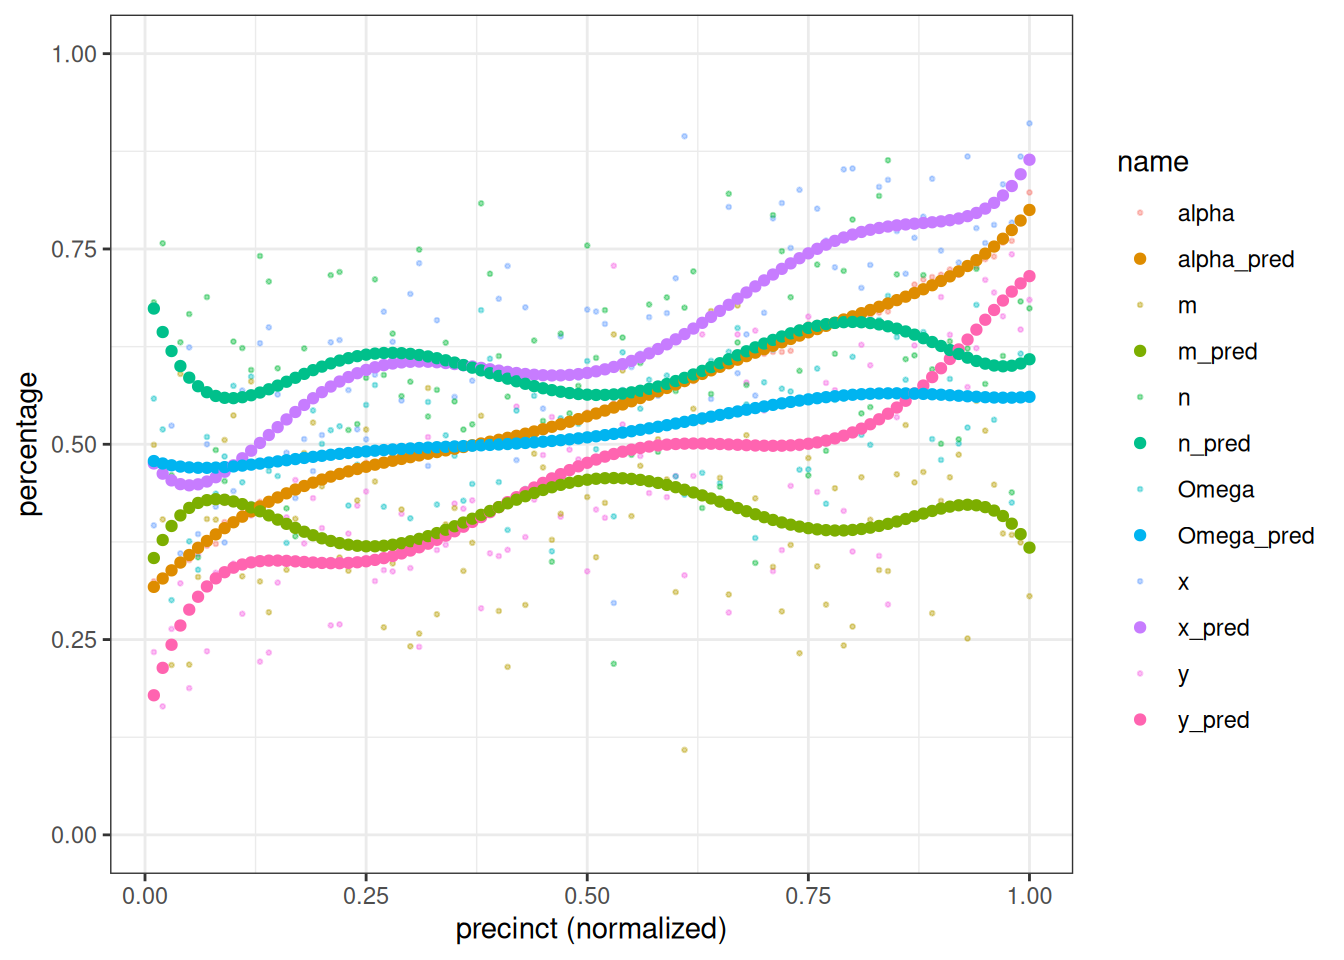 1.00
0.75
0.50
0.25
0.00
percentage
0.00 0.25 0.50 0.75 1.00
precinct (normalized)
name
alpha
alpha_pred
m
m_pred
n
n_pred
Omega
Omega_pred
x
x_pred
y
y_pred